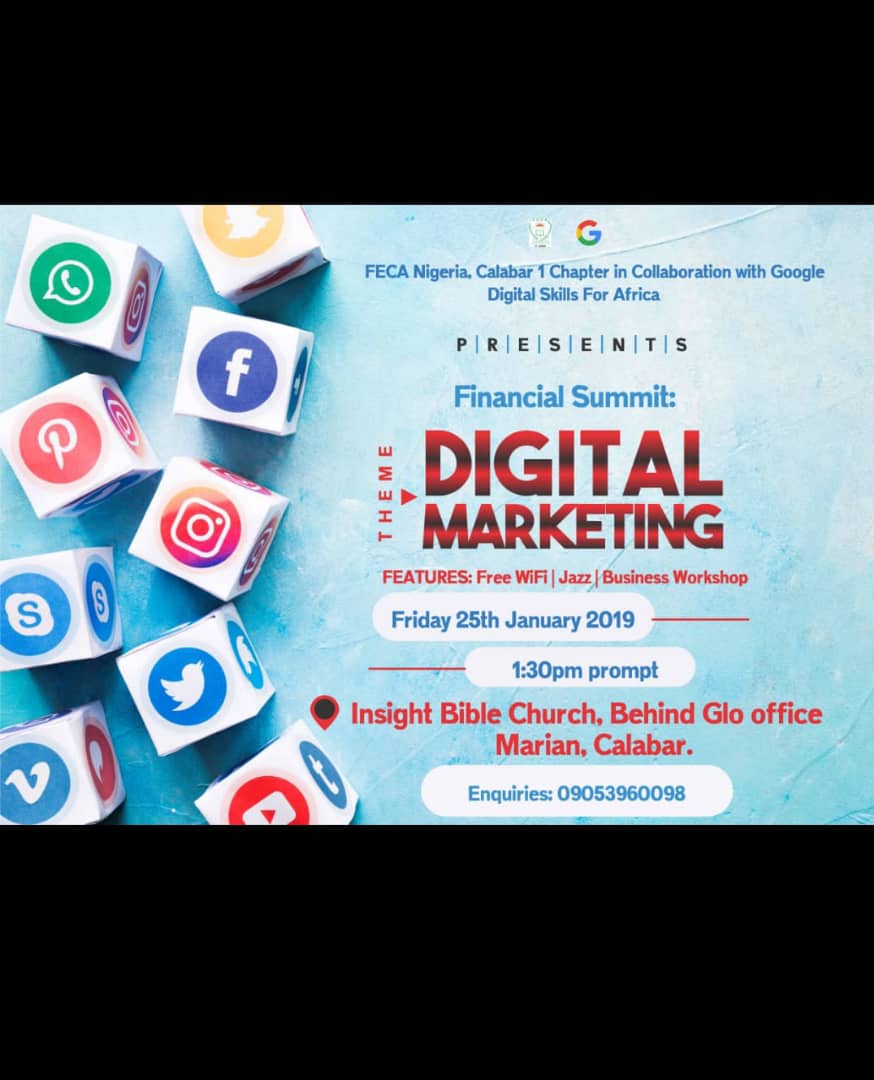 FECA Nigeria, Calabar 1 Chapter in Collaboration with Google
Digital Skills For Africa
P|R|E|S|E|N|T|S
Financial Summit:
THEME
DIGITAL
MARKETING
FEATURES: Free WiFi | Jazz | Business Workshop
Friday 25th January 2019
1:30pm prompt
Insight Bible Church, Behind Glo office
Marian, Calabar.
Enquiries: 09053960098